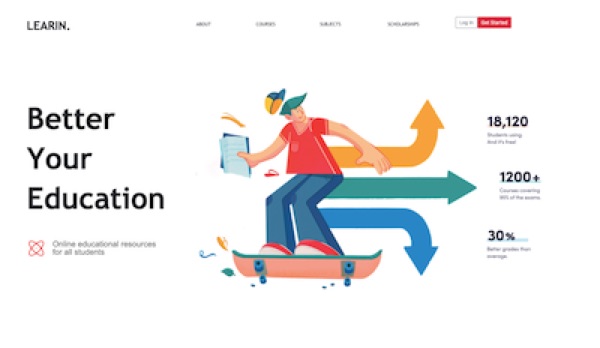 LEARIN.
ABOUT
COURSES
SUBJECTS
SCHOLARSHIPS
Log in
Get Started
Better
Your
Education
Online educational resources
for all students
18,120
Students using
And it's free!
1200+
Courses covering
95% of the exams.
30%
Better grades than
average.